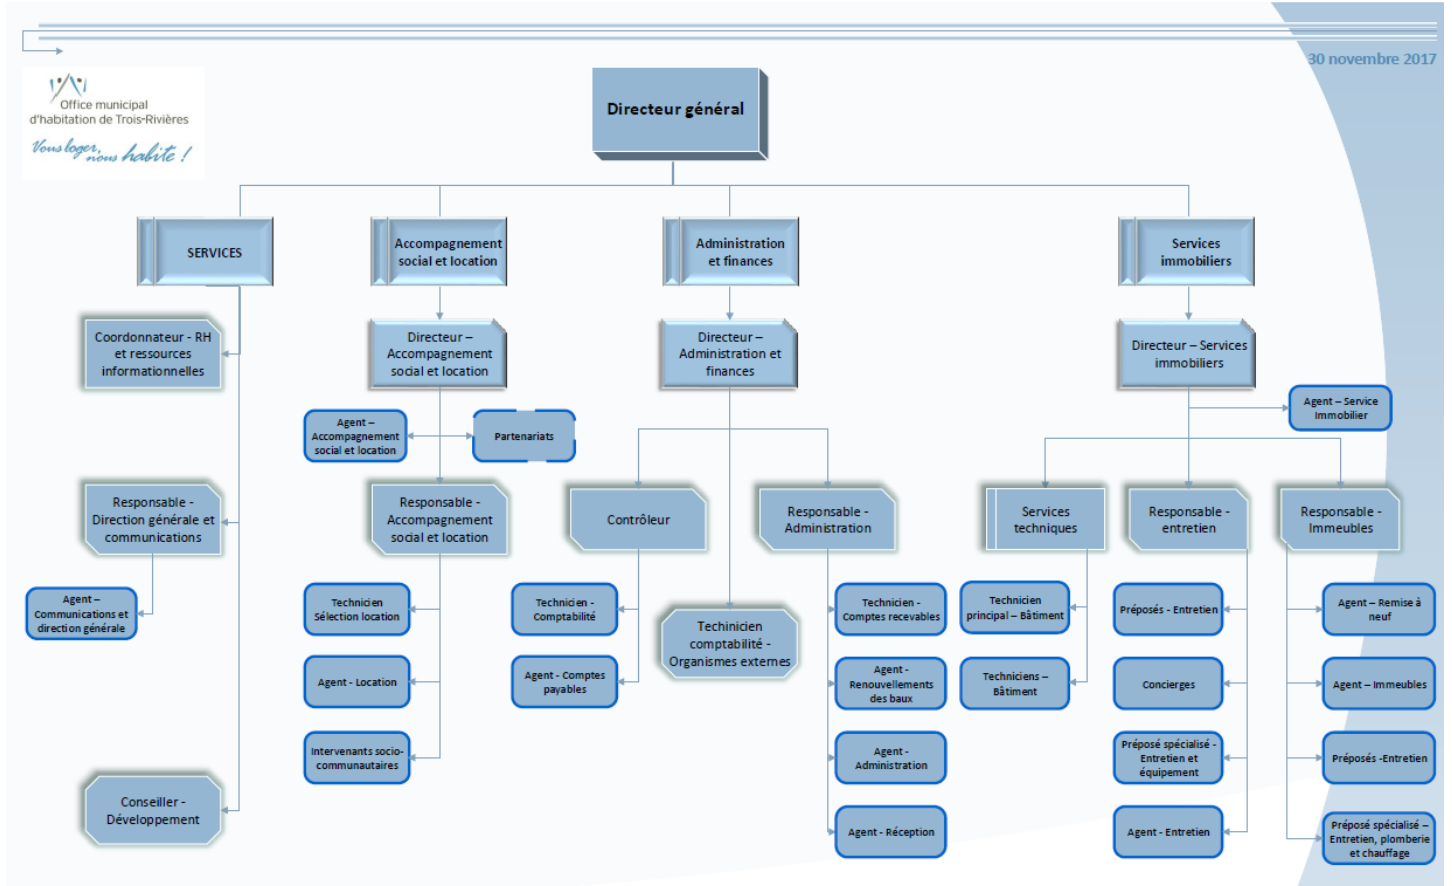 30 novembre 2017
Office municipal
d'habitation de Trois-Rivières
Vous loger,
nous habite !
Directeur général
SERVICES
Accompagnement
social et location
Administration
et finances
Services
immobiliers
Coordonnateur - RH
et ressources
informationnelles
Directeur –
Accompagnement
social et location
Directeur –
Administration et
finances
Directeur – Services
immobiliers
Agent – Service
Immobilier
Agent –
Accompagnement
social et location
Partenariats
Responsable -
Direction générale et
communications
Responsable -
Accompagnement
social et location
Contrôleur
Responsable -
Administration
Services
techniques
Responsable -
entretien
Responsable -
Immeubles
Agent –
Communications et
direction générale
Technicien
Sélection location
Technicien -
Comptabilité
Techinicien
comptabilité -
Organismes externes
Technicien -
Comptes recevables
Technicien
principal – Bâtiment
Préposés - Entretien
Agent – Remise à
neuf
Agent - Location
Agent - Comptes
payables
Agent -
Renouvellements
des baux
Techniciens –
Bâtiment
Concierges
Agent – Immeubles
Intervenants socio-
communautaires
Agent -
Administration
Préposé spécialisé -
Entretien et
équipement
Préposés -Entretien
Conseiller -
Développement
Agent - Réception
Agent - Entretien
Préposé spécialisé –
Entretien, plomberie
et chauffage